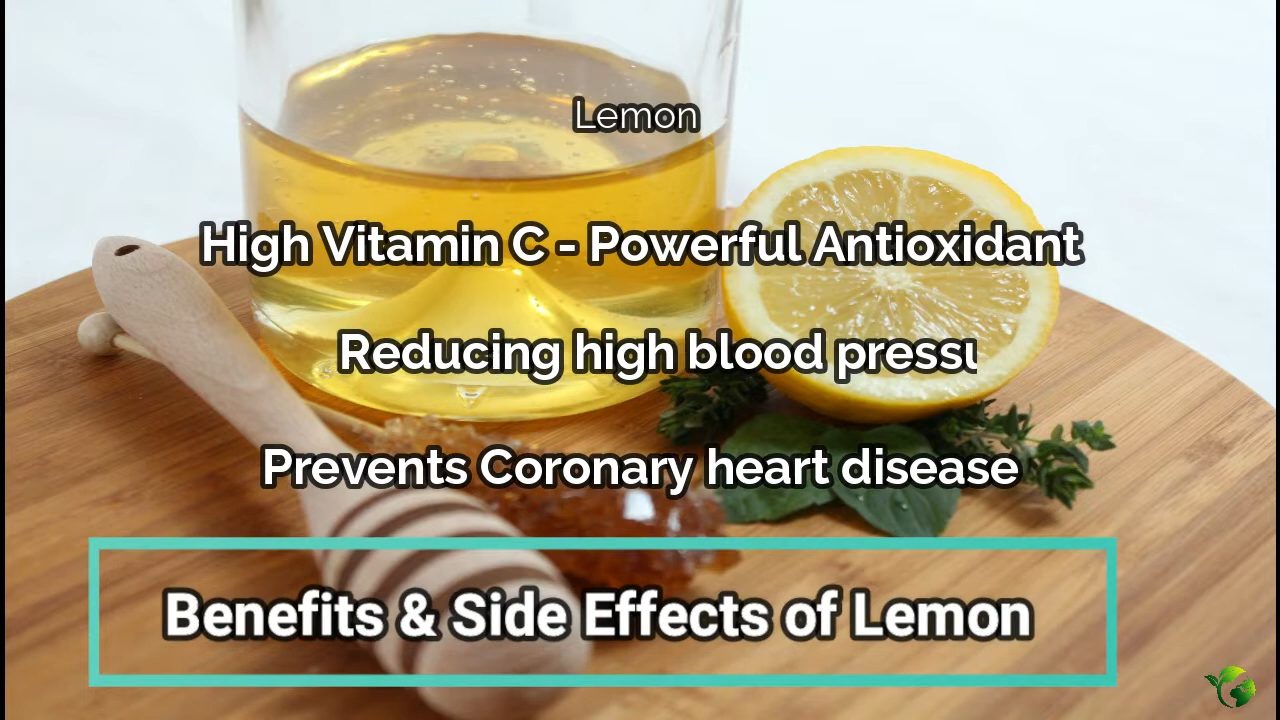 Lemon
High Vitamin C - Powerful Antioxidant
Reducing high blood pressu
Prevents Coronary heart disease
Benefits & Side Effects of Lemon